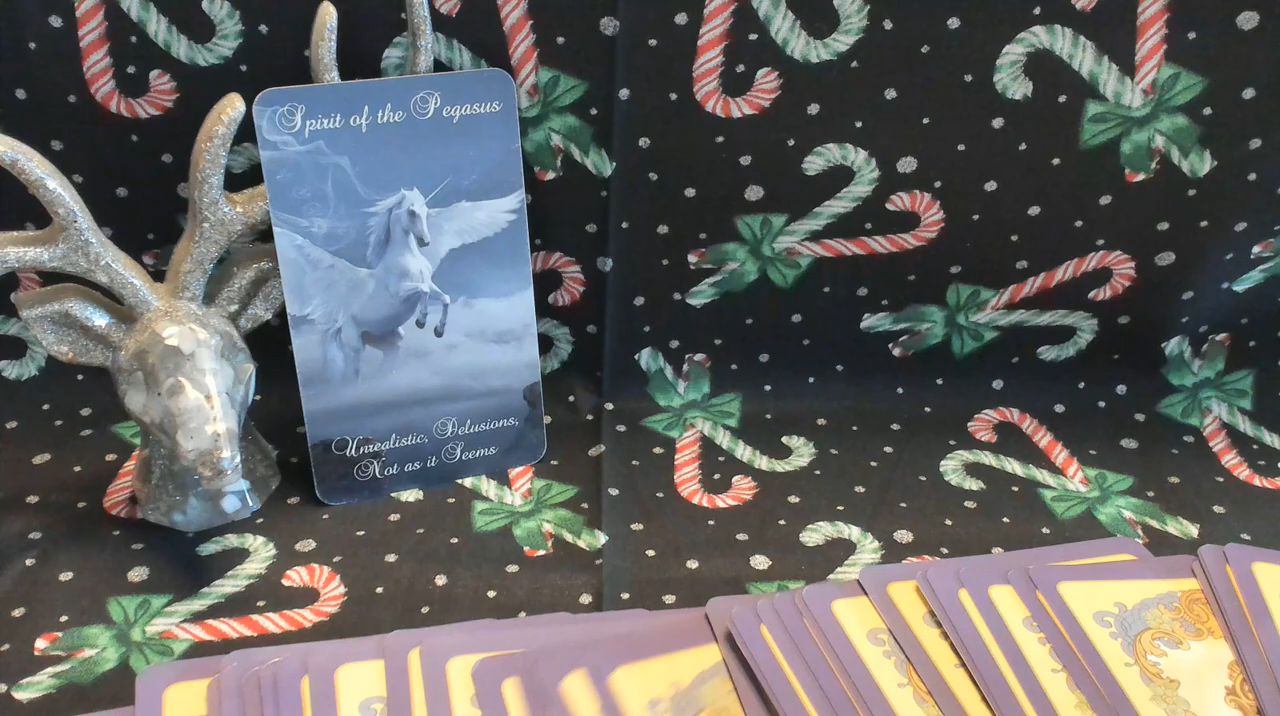 Spirit of the Pegasus
Unrealistic, Delusions,
Not as it Seems